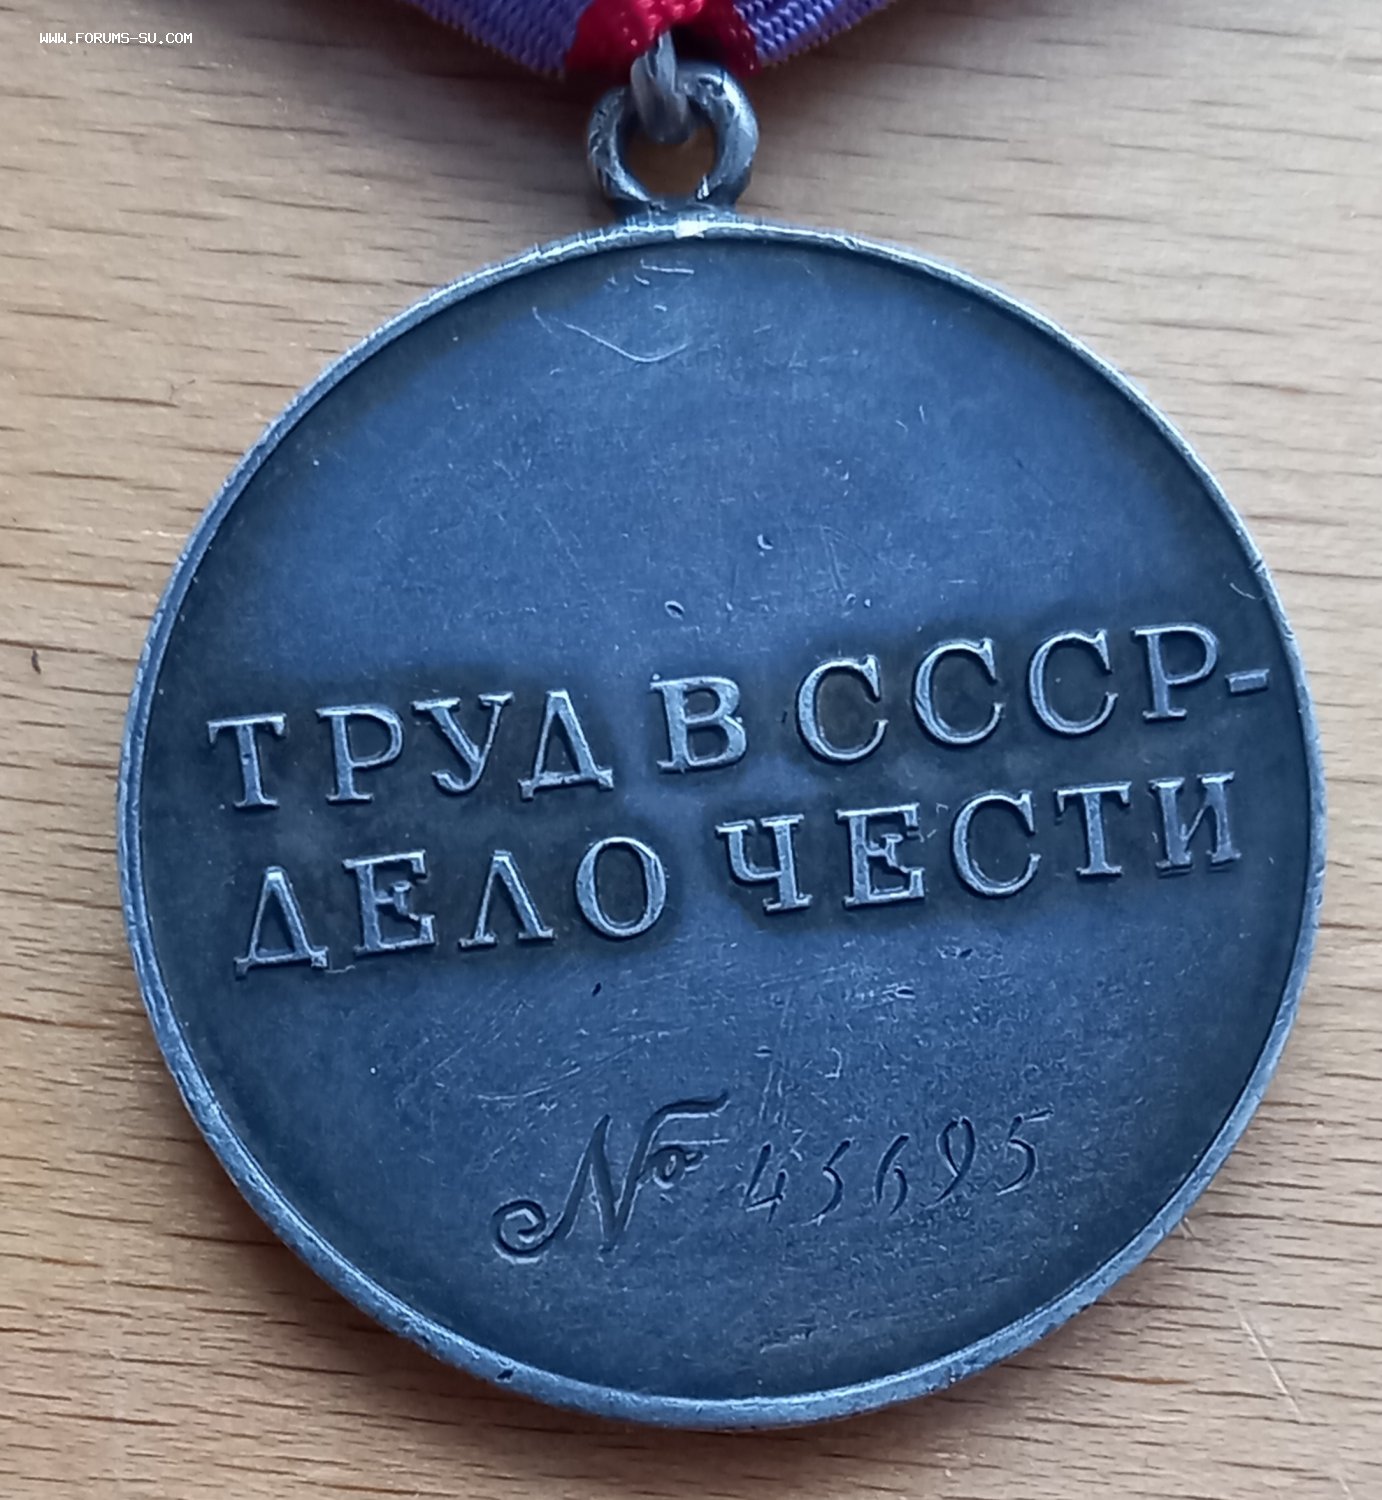 WWW.FORUMS-SU.COM
ТРУД В СССР-
ДЕЛО ЧЕСТИ
№ 45695